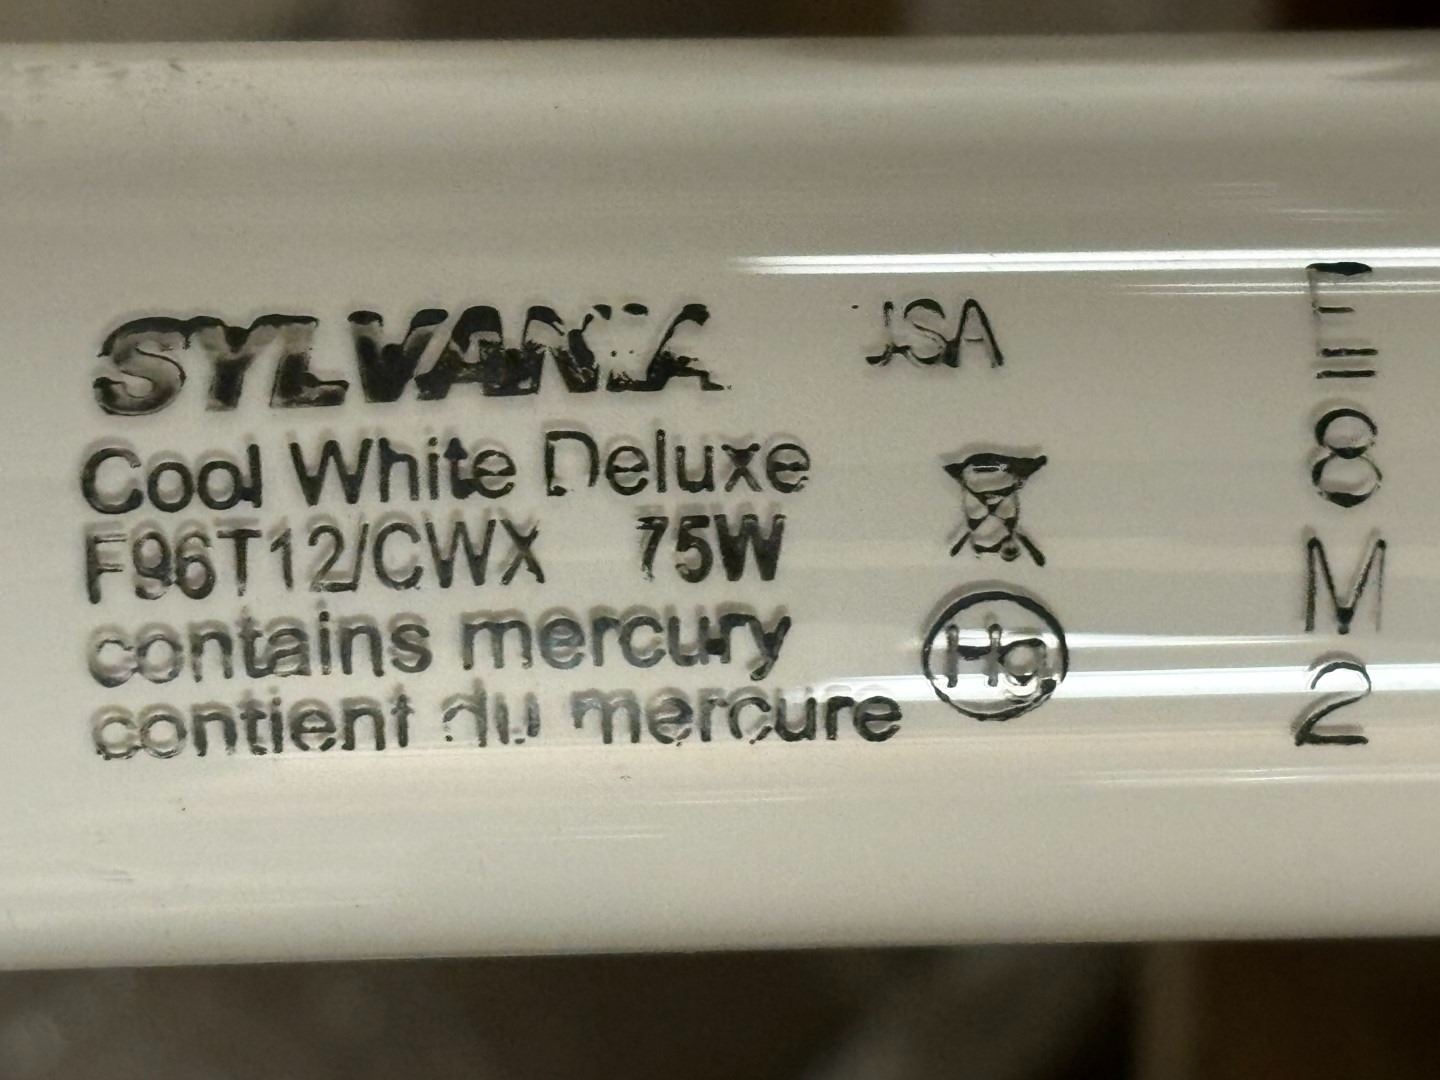 SYLVANIA USA
Cool White Deluxe
F96T12/CWX 75W
contains mercury
contient du mercure
Hg
E8M2